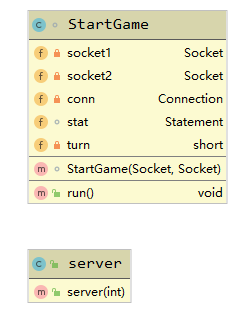 StartGame
socket1 Socket
socket2 Socket
conn Connection
stat Statement
turn short
StartGame(Socket, Socket)
run() void
server
server(int)